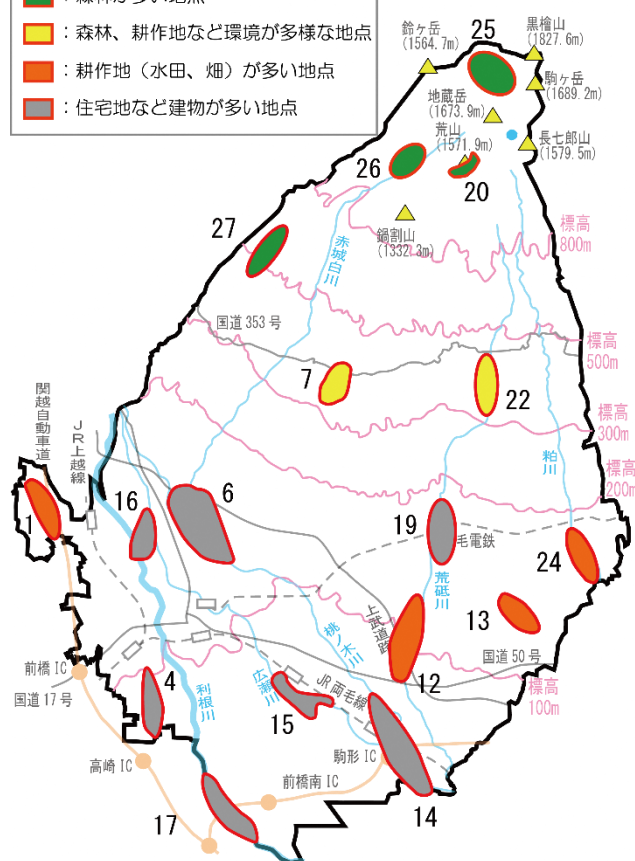 ：森林が多い地点
：森林、耕作地など環境が多様な地点
：耕作地（水田、畑）が多い地点
：住宅地など建物が多い地点
鈴ヶ岳
(1564.7m)
25
黒檜山
(1827.6m)
駒ヶ岳
(1689.2m)
地蔵岳
(1673.9m)
荒山
(1571.9m)
長七郎山
(1579.5m)
26
20
27
鍋割山
(1332.3m)
赤城白川
標高
800m
国道353号
標高
500m
7
22
標高
300m
関越自動車道
JR上越線
粕川
標高
200m
1
16
6
19
毛電鉄
24
荒砥川
13
上武道路
桃ノ木川
国道50号
12
標高
100m
前橋IC
国道17号
4
利根川
広瀬川
15
JR両毛線
駒形IC
高崎IC
前橋南IC
14
17